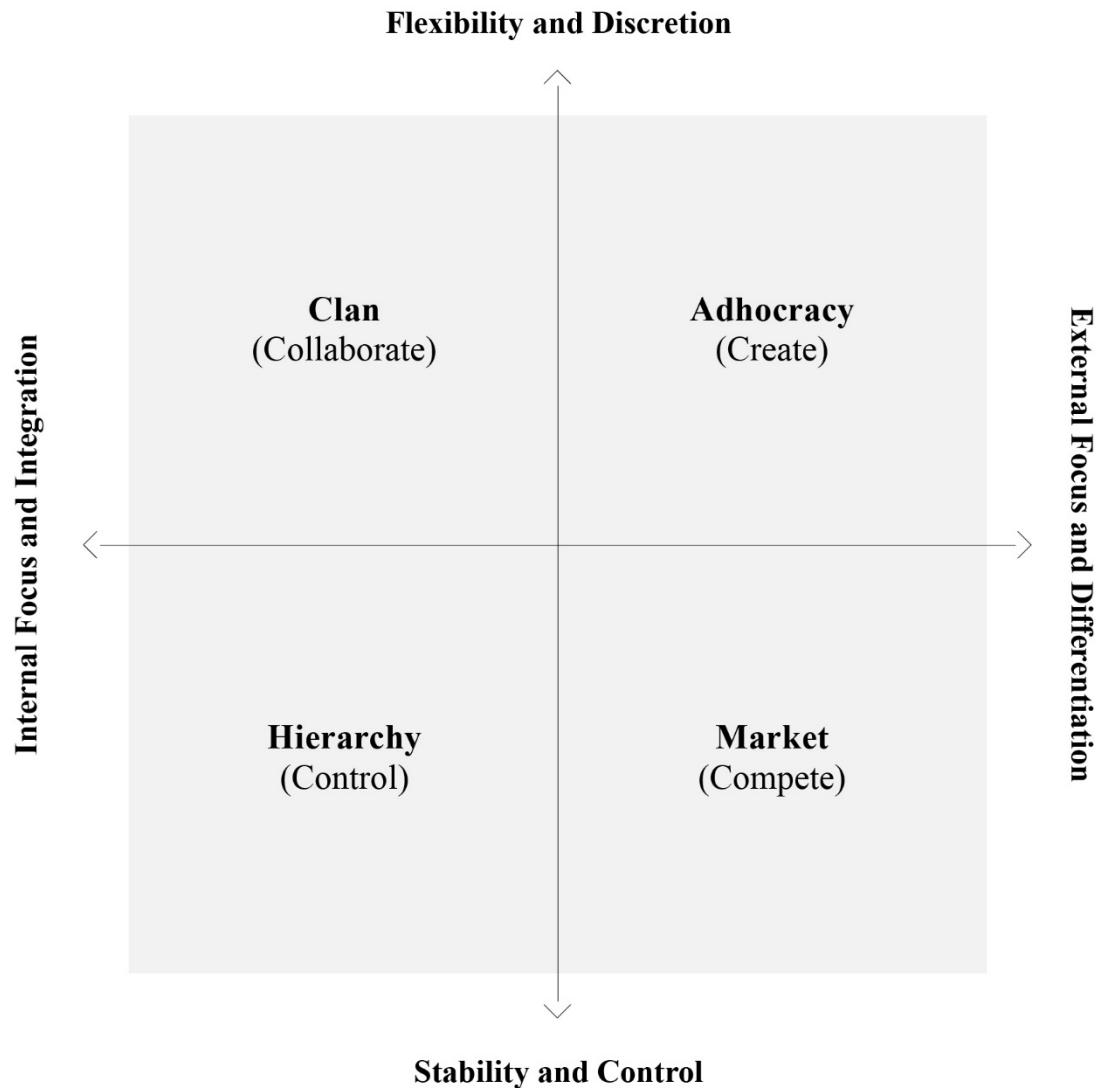 Flexibility and Discretion
Clan
(Collaborate)
Adhocracy
(Create)
Internal Focus and Integration
External Focus and Differentiation
Hierarchy
(Control)
Market
(Compete)
Stability and Control